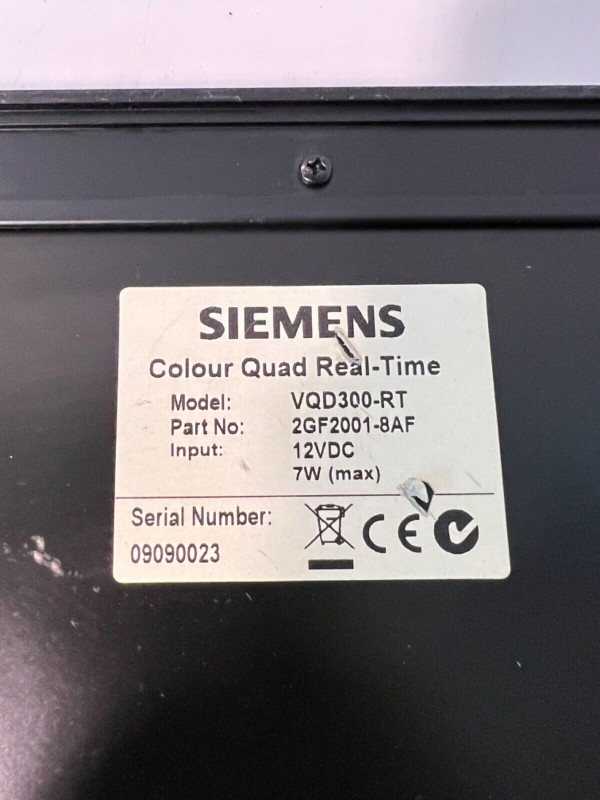 SIEMENS
Colour Quad Real-Time
Model: VQD300-RT
Part No: 2GF2001-8AF
Input: 12VDC
7W (max)
Serial Number:
09090023
CE